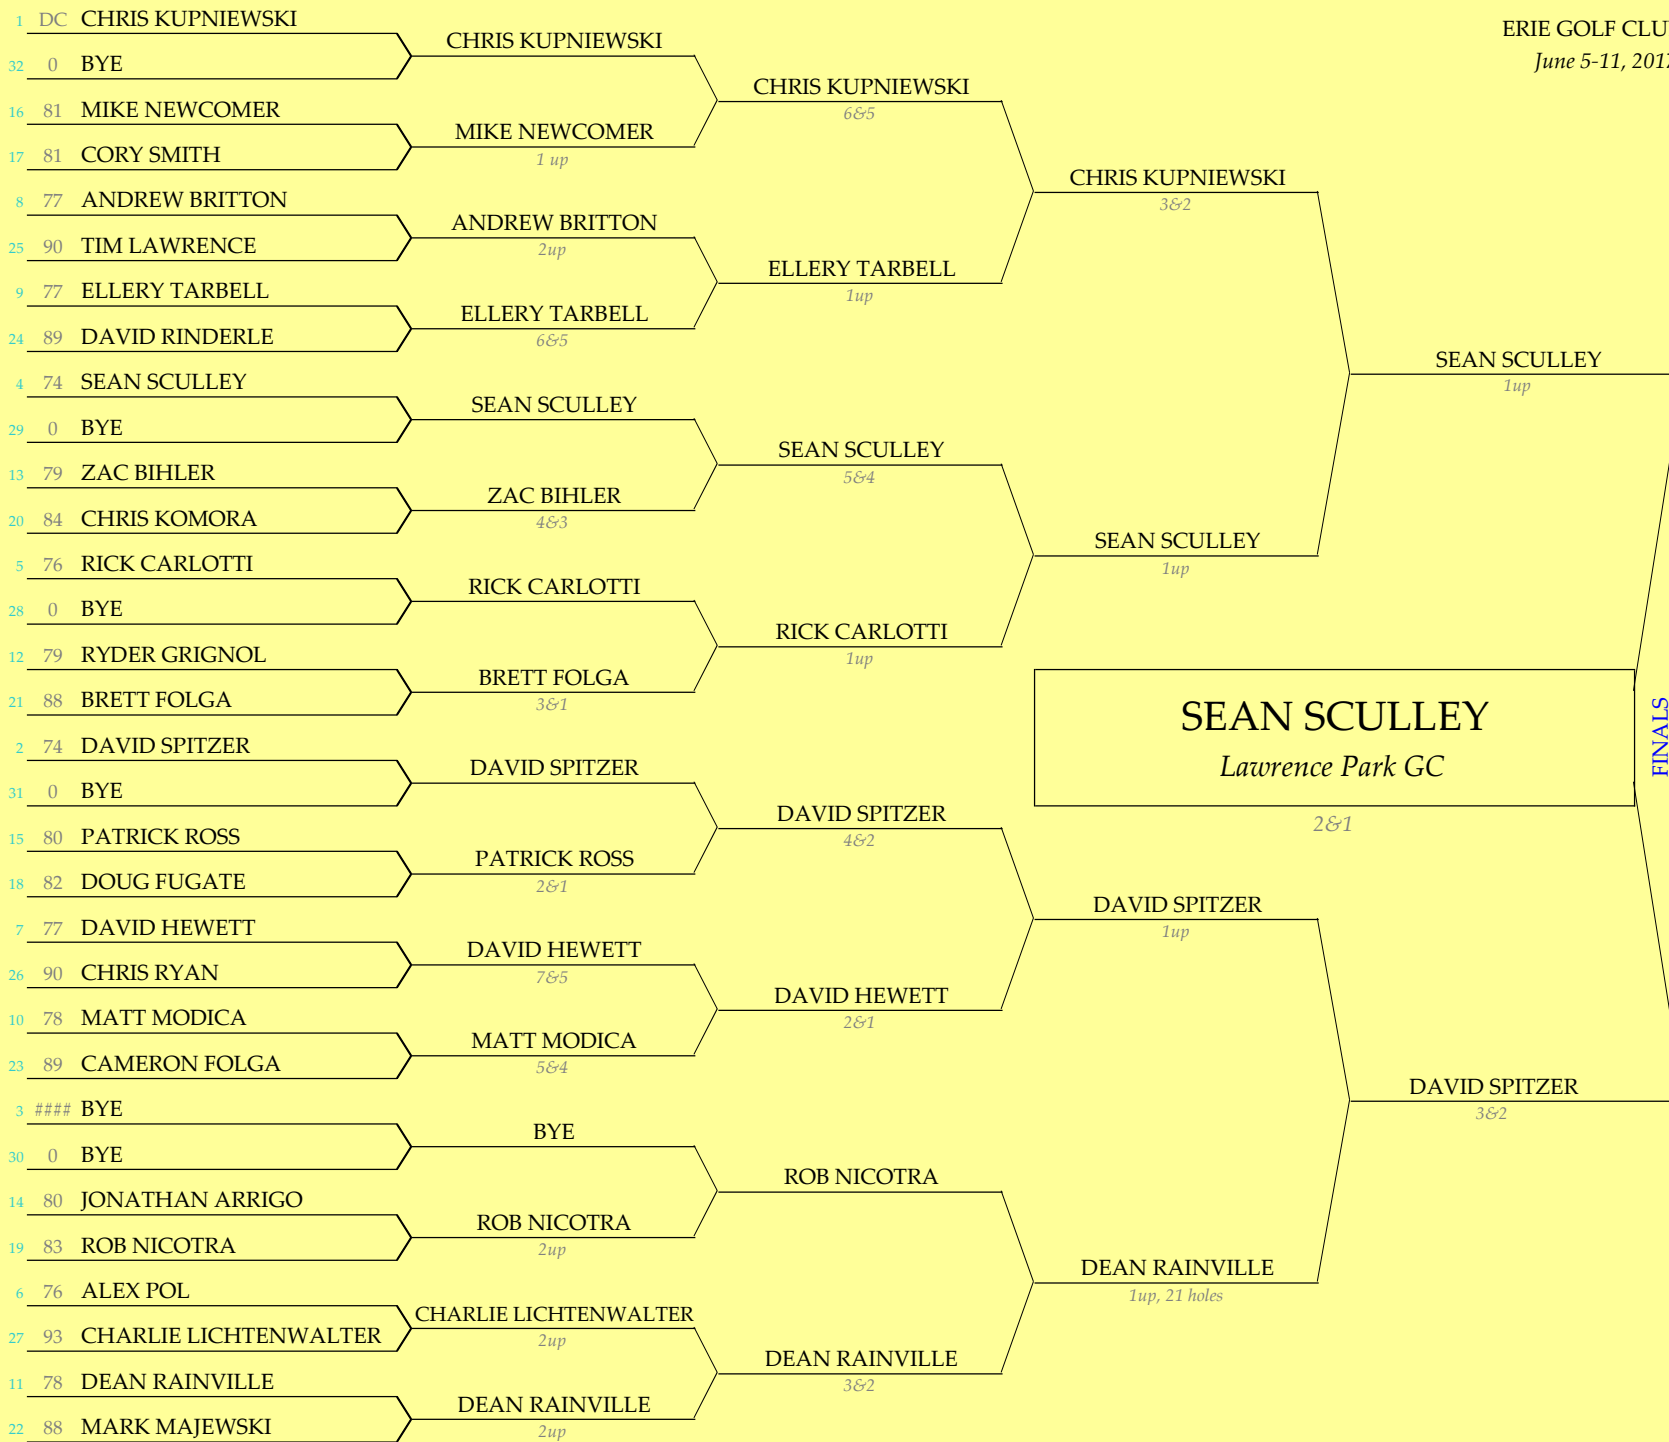 1 DC CHRIS KUPNIEWSKI
32 0 BYE
16 81 MIKE NEWCOMER
17 81 CORY SMITH
8 77 ANDREW BRITTON
25 90 TIM LAWRENCE
9 77 ELLERY TARBELL
24 89 DAVID RINDERLE
4 74 SEAN SCULLEY
29 0 BYE
13 79 ZAC BIHLER
20 84 CHRIS KOMORA
5 76 RICK CARLOTTI
28 0 BYE
12 79 RYDER GRIGNOL
21 88 BRETT FOLGA
2 74 DAVID SPITZER
31 0 BYE
15 80 PATRICK ROSS
18 82 DOUG FUGATE
7 77 DAVID HEWETT
26 90 CHRIS RYAN
10 78 MATT MODICA
23 89 CAMERON FOLGA
3 #### BYE
30 0 BYE
14 80 JONATHAN ARRIGO
19 83 ROB NICOTRA
6 76 ALEX POL
27 93 CHARLIE LICHTENWALTER
11 78 DEAN RAINVILLE
22 88 MARK MAJEWSKI
CHRIS KUPNIEWSKI
MIKE NEWCOMER
1 up
ANDREW BRITTON
2up
ELLERY TARBELL
6&5
SEAN SCULLEY
ZAC BIHLER
4&3
RICK CARLOTTI
BRETT FOLGA
3&1
DAVID SPITZER
PATRICK ROSS
2&1
DAVID HEWETT
7&5
MATT MODICA
5&4
BYE
ROB NICOTRA
2up
CHARLIE LICHTENWALTER
2up
DEAN RAINVILLE
2up
CHRIS KUPNIEWSKI
6&5
ELLERY TARBELL
1up
SEAN SCULLEY
5&4
RICK CARLOTTI
1up
DAVID SPITZER
4&2
DAVID HEWETT
2&1
ROB NICOTRA
DEAN RAINVILLE
3&2
CHRIS KUPNIEWSKI
3&2
SEAN SCULLEY
1up
DAVID SPITZER
1up
DEAN RAINVILLE
1up, 21 holes
ERIE GOLF CLU
June 5-11, 2017
SEAN SCULLEY
1up
DAVID SPITZER
3&2
SEAN SCULLEY
Lawrence Park GC
2&1
FINALS